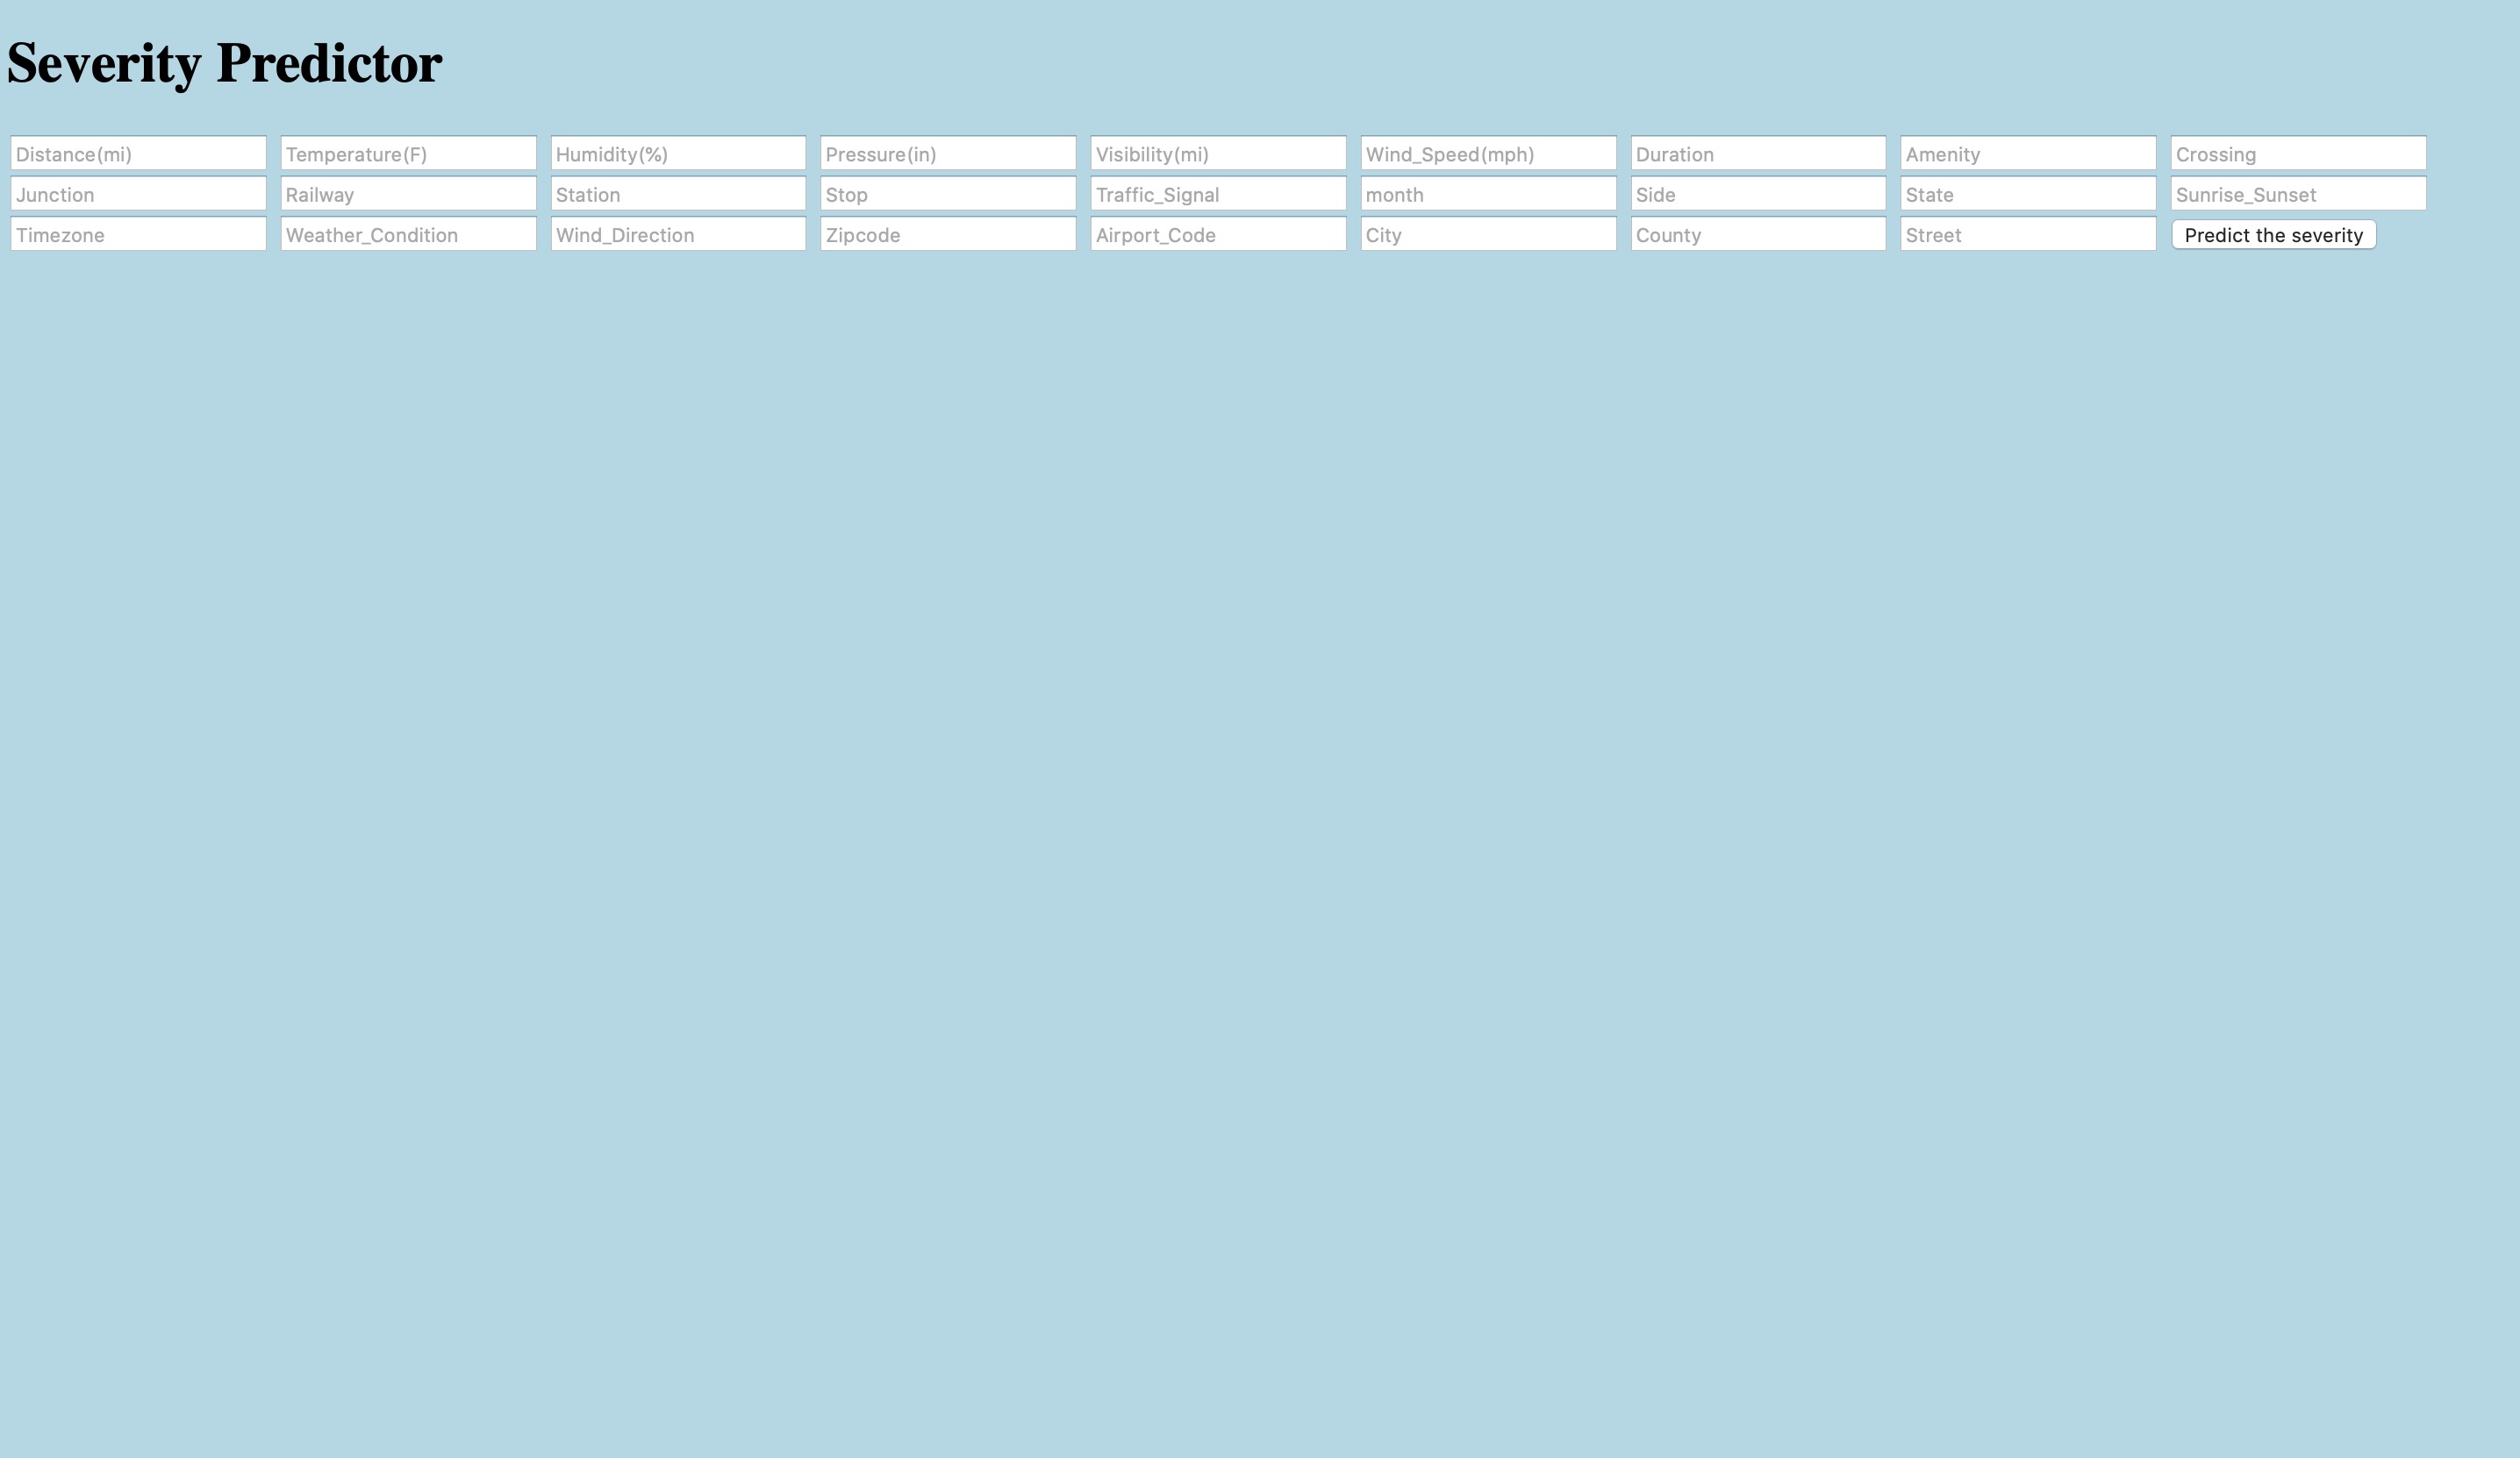 Severity Predictor
Distance(mi) Temperature(F) Humidity(%) Pressure(in) Visibility(mi) Wind_Speed(mph) Duration Amenity Crossing
Junction Railway Station Stop Traffic_Signal month Side State Sunrise_Sunset
Timezone Weather_Condition Wind_Direction Zipcode Airport_Code City County Street Predict the severity